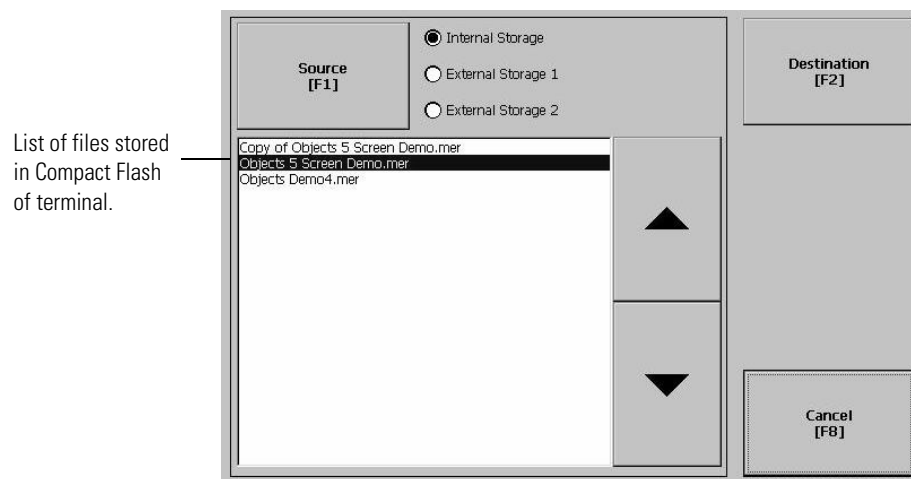 Source
[F1]
Internal Storage
External Storage 1
External Storage 2
Destination
[F2]
List of files stored
in Compact Flash
of terminal.
Copy of Objects 5 Screen Demo.mer
Objects 5 Screen Demo.mer
Objects Demo4.mer
Cancel
[F8]